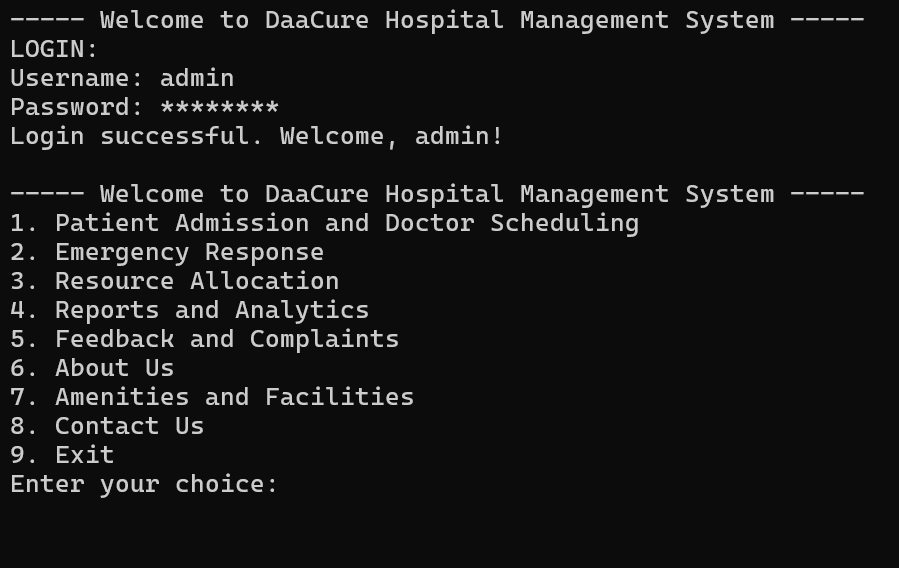 ----- Welcome to DaaCure Hospital Management System -----
LOGIN:
Username: admin
Password: ********
Login successful. Welcome, admin!
----- Welcome to DaaCure Hospital Management System -----
1. Patient Admission and Doctor Scheduling
2. Emergency Response
3. Resource Allocation
4. Reports and Analytics
5. Feedback and Complaints
6. About Us
7. Amenities and Facilities
8. Contact Us
9. Exit
Enter your choice: